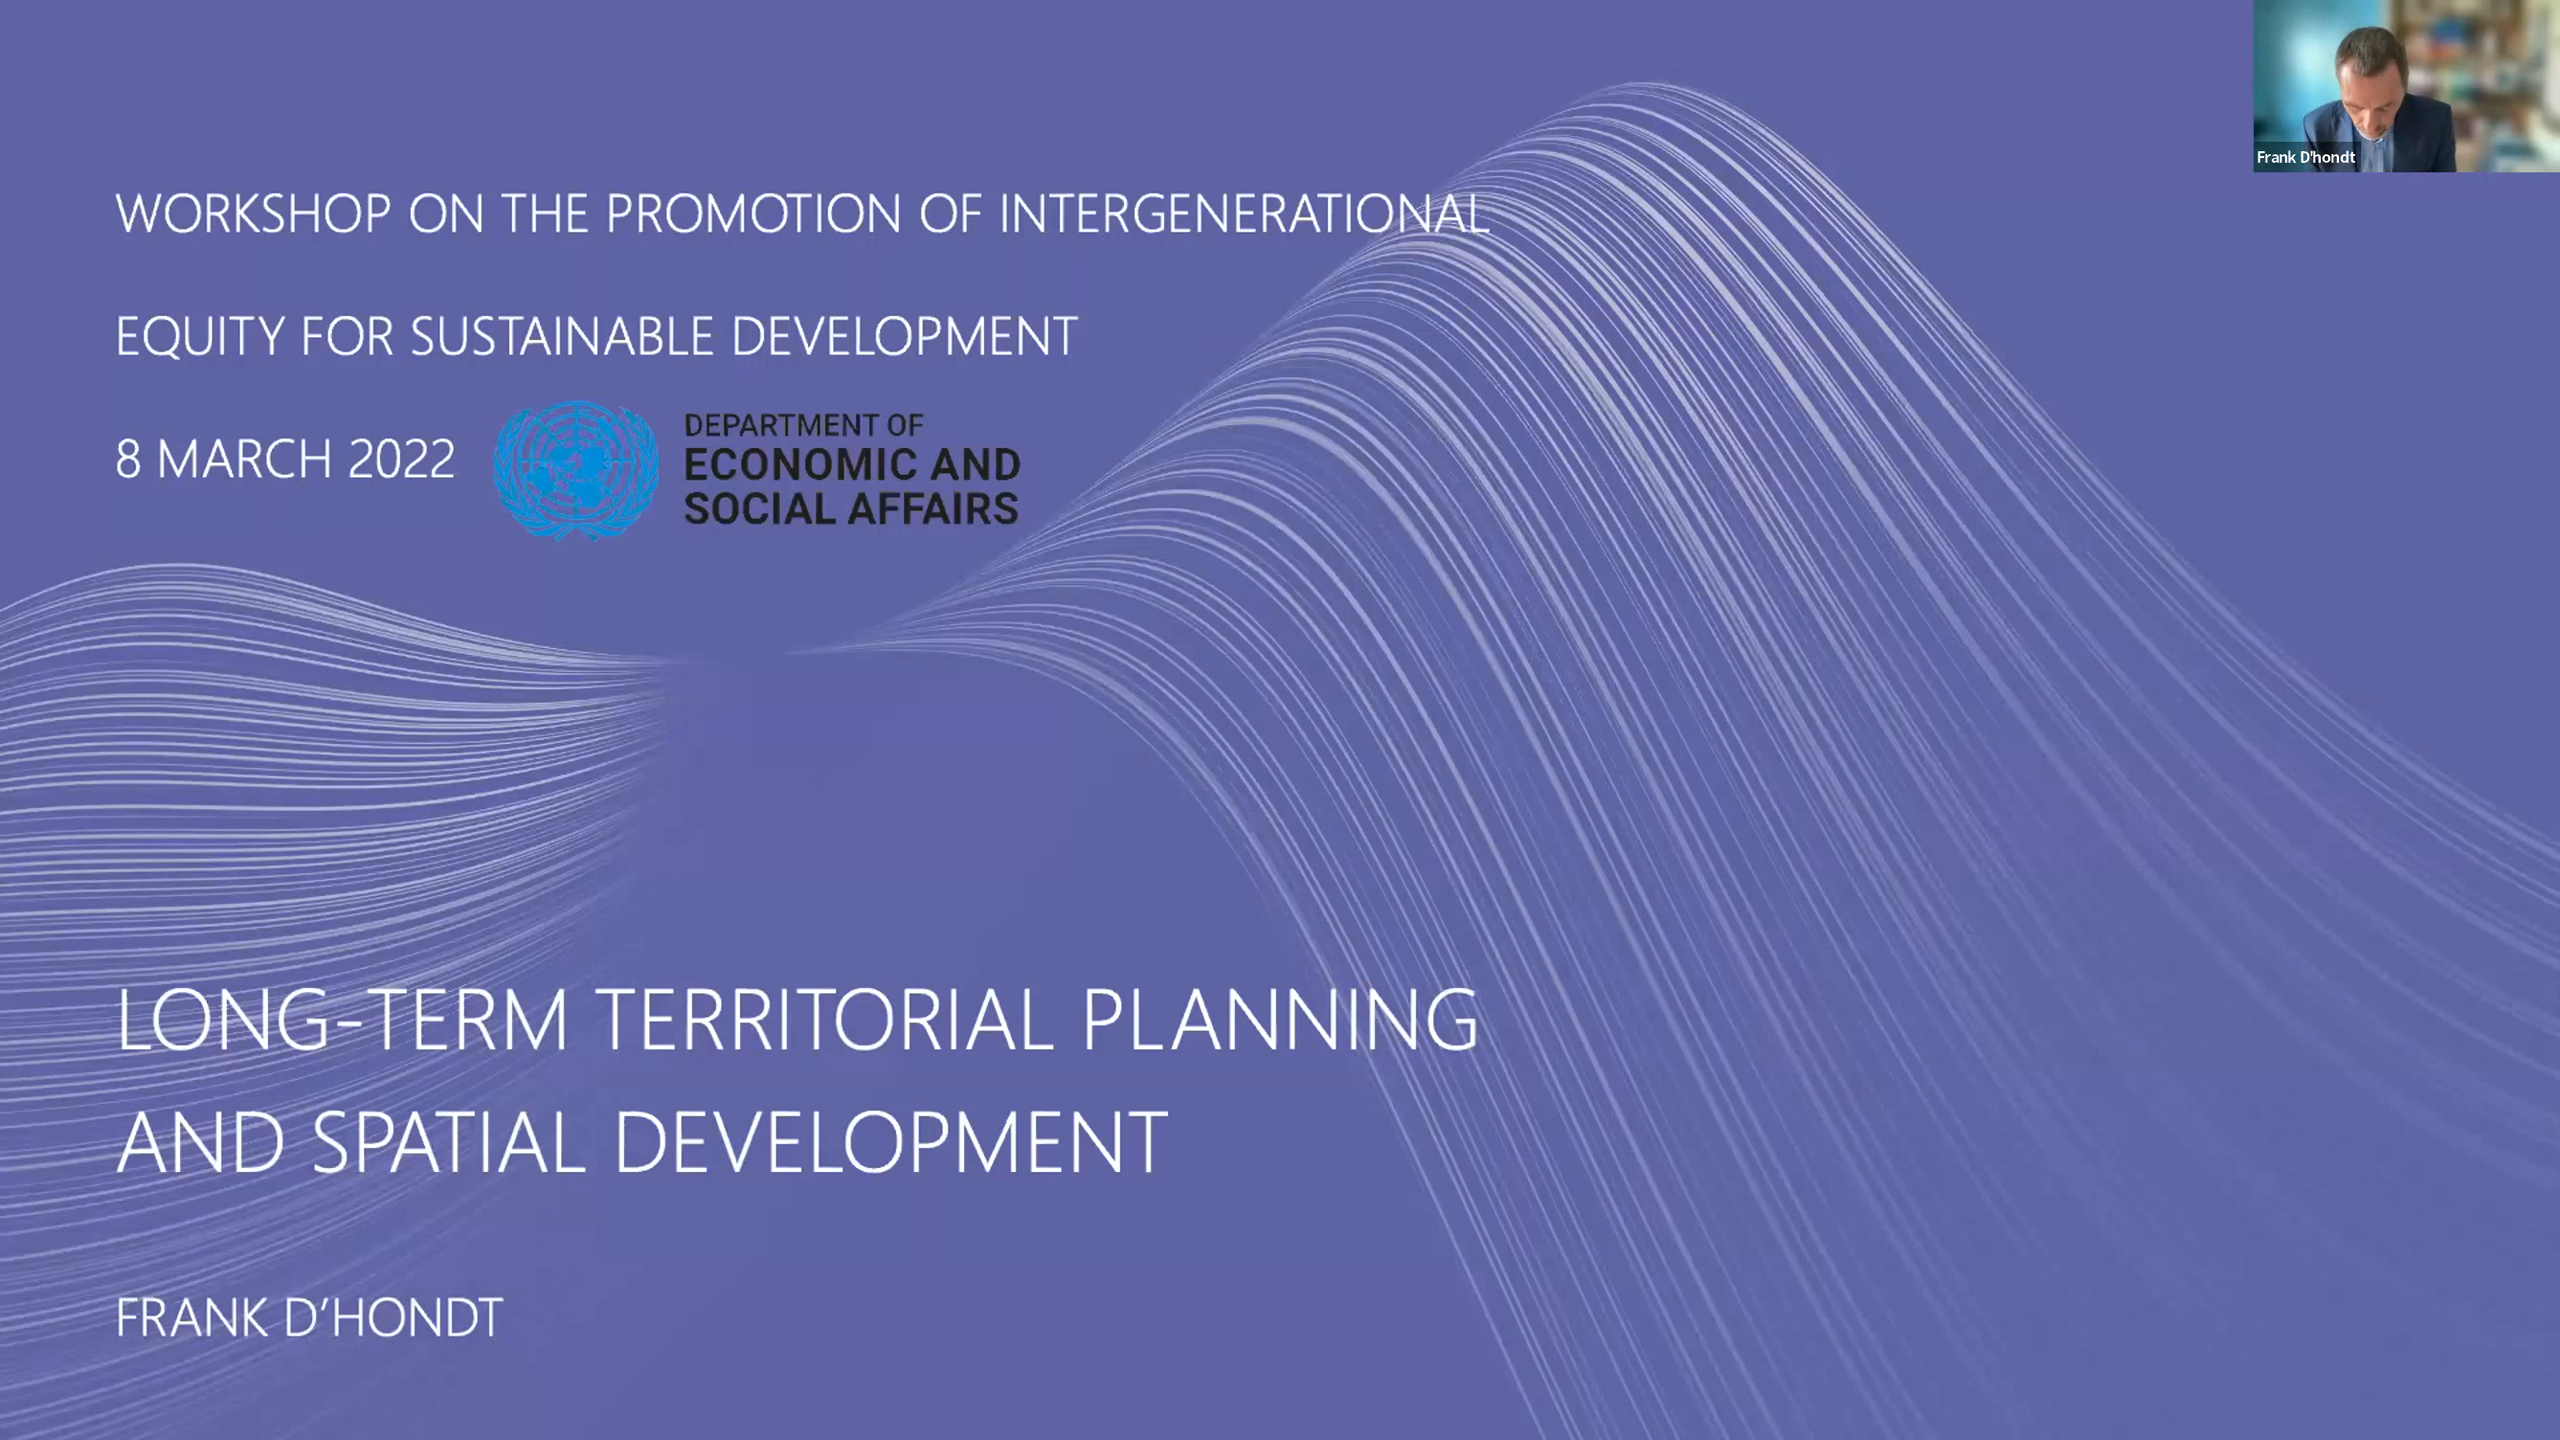 WORKSHOP ON THE PROMOTION OF INTERGENERATIONAL
EQUITY FOR SUSTAINABLE DEVELOPMENT
8 MARCH 2022
DEPARTMENT OF
ECONOMIC AND
SOCIAL AFFAIRS
LONG-TERM TERRITORIAL PLANNING
AND SPATIAL DEVELOPMENT
FRANK D’HONDT
Frank D'hondt